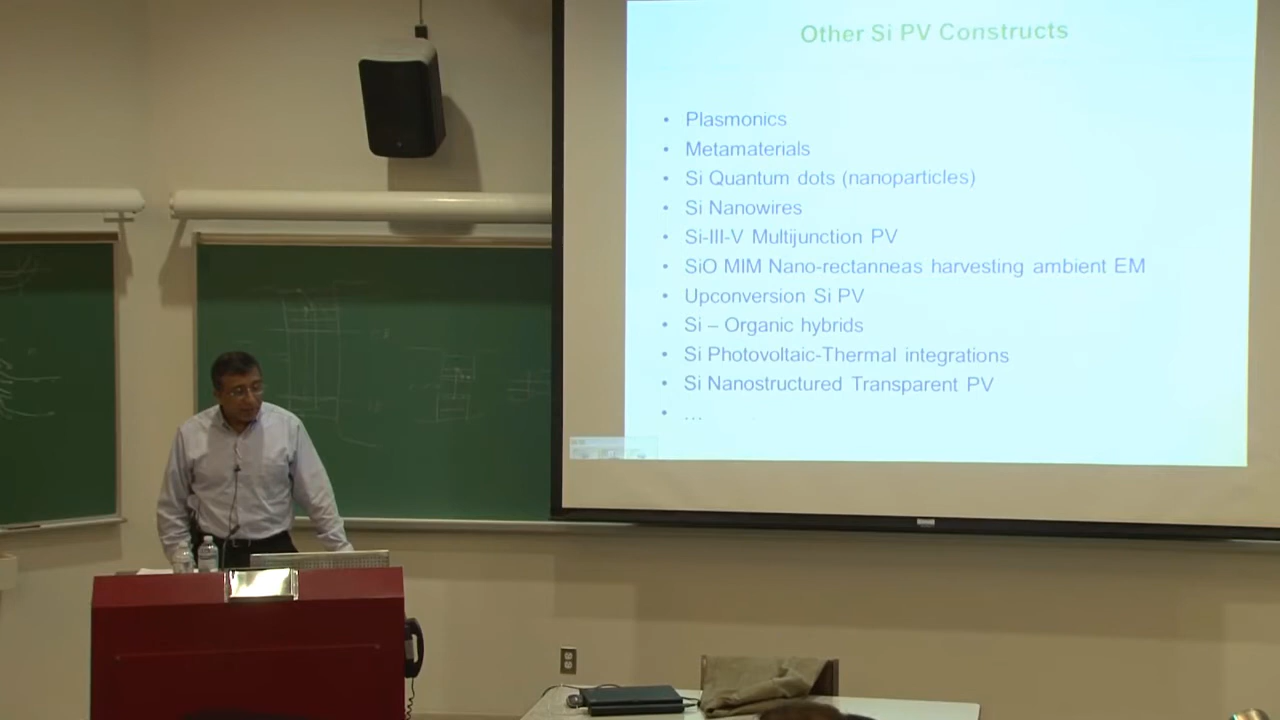 Other Si PV Constructs
• Plasmonics
• Metamaterials
• Si Quantum dots (nanoparticles)
• Si Nanowires
• Si-III-V Multijunction PV
• SiO MIM Nano-rectanneas harvesting ambient EM
• Upconversion Si PV
• Si – Organic hybrids
• Si Photovoltaic-Thermal integrations
• Si Nanostructured Transparent PV
• ...